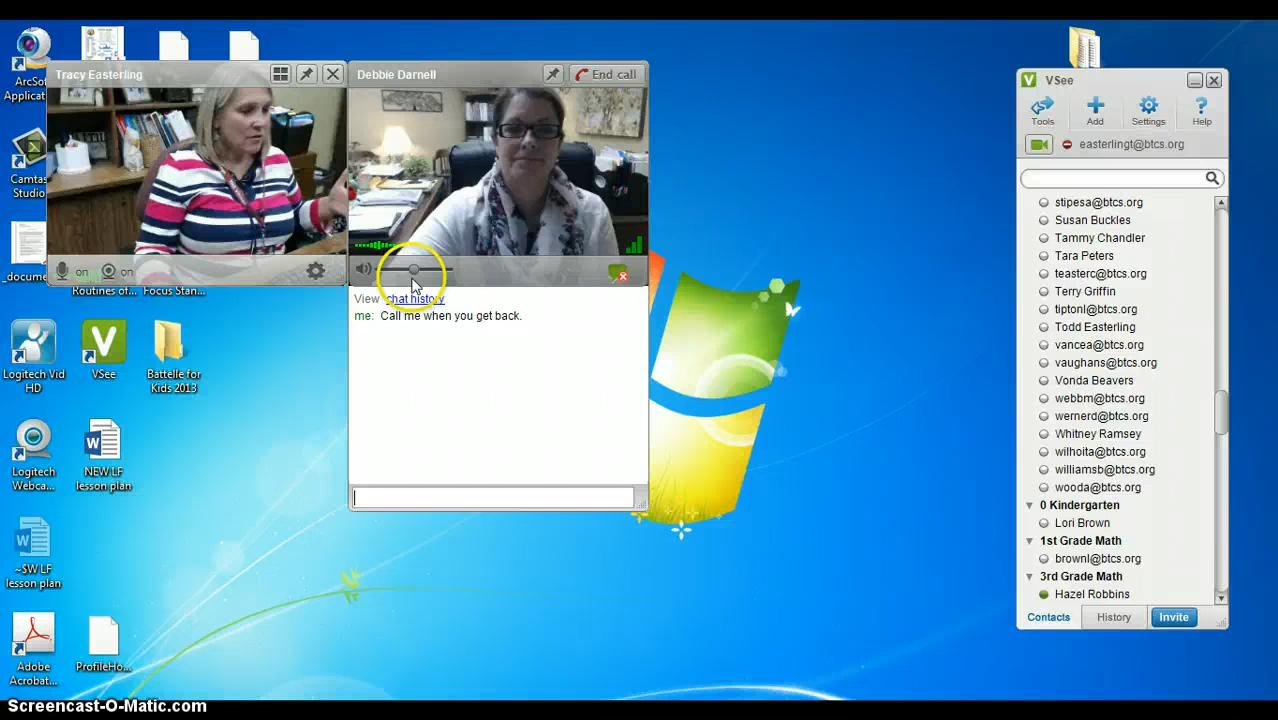 ArcSoft
Applicat...
Camtas
Studio
_docume
Routines of...
Focus Stan...
Logitech Vid
HD
VSee
Battelle for
Kids 2013
Logitech
Webca...
NEW LF
lesson plan
~$W LF
lesson plan
Adobe
Acrobat...
ProfileHo...
Tracy Easterling
on
on
Debbie Darnell
End call
View chat history
me: Call me when you get back.
VSee
Tools
Add
Settings
Help
easterlingt@btcs.org
stipesa@btcs.org
Susan Buckles
Tammy Chandler
Tara Peters
teasterc@btcs.org
Terry Griffin
tiptonl@btcs.org
Todd Easterling
vancea@btcs.org
vaughans@btcs.org
Vonda Beavers
webbm@btcs.org
wernerd@btcs.org
Whitney Ramsey
wilhoita@btcs.org
williamsb@btcs.org
wooda@btcs.org
0 Kindergarten
Lori Brown
1st Grade Math
brownl@btcs.org
3rd Grade Math
Hazel Robbins
Contacts
History
Invite
Screencast-O-Matic.com